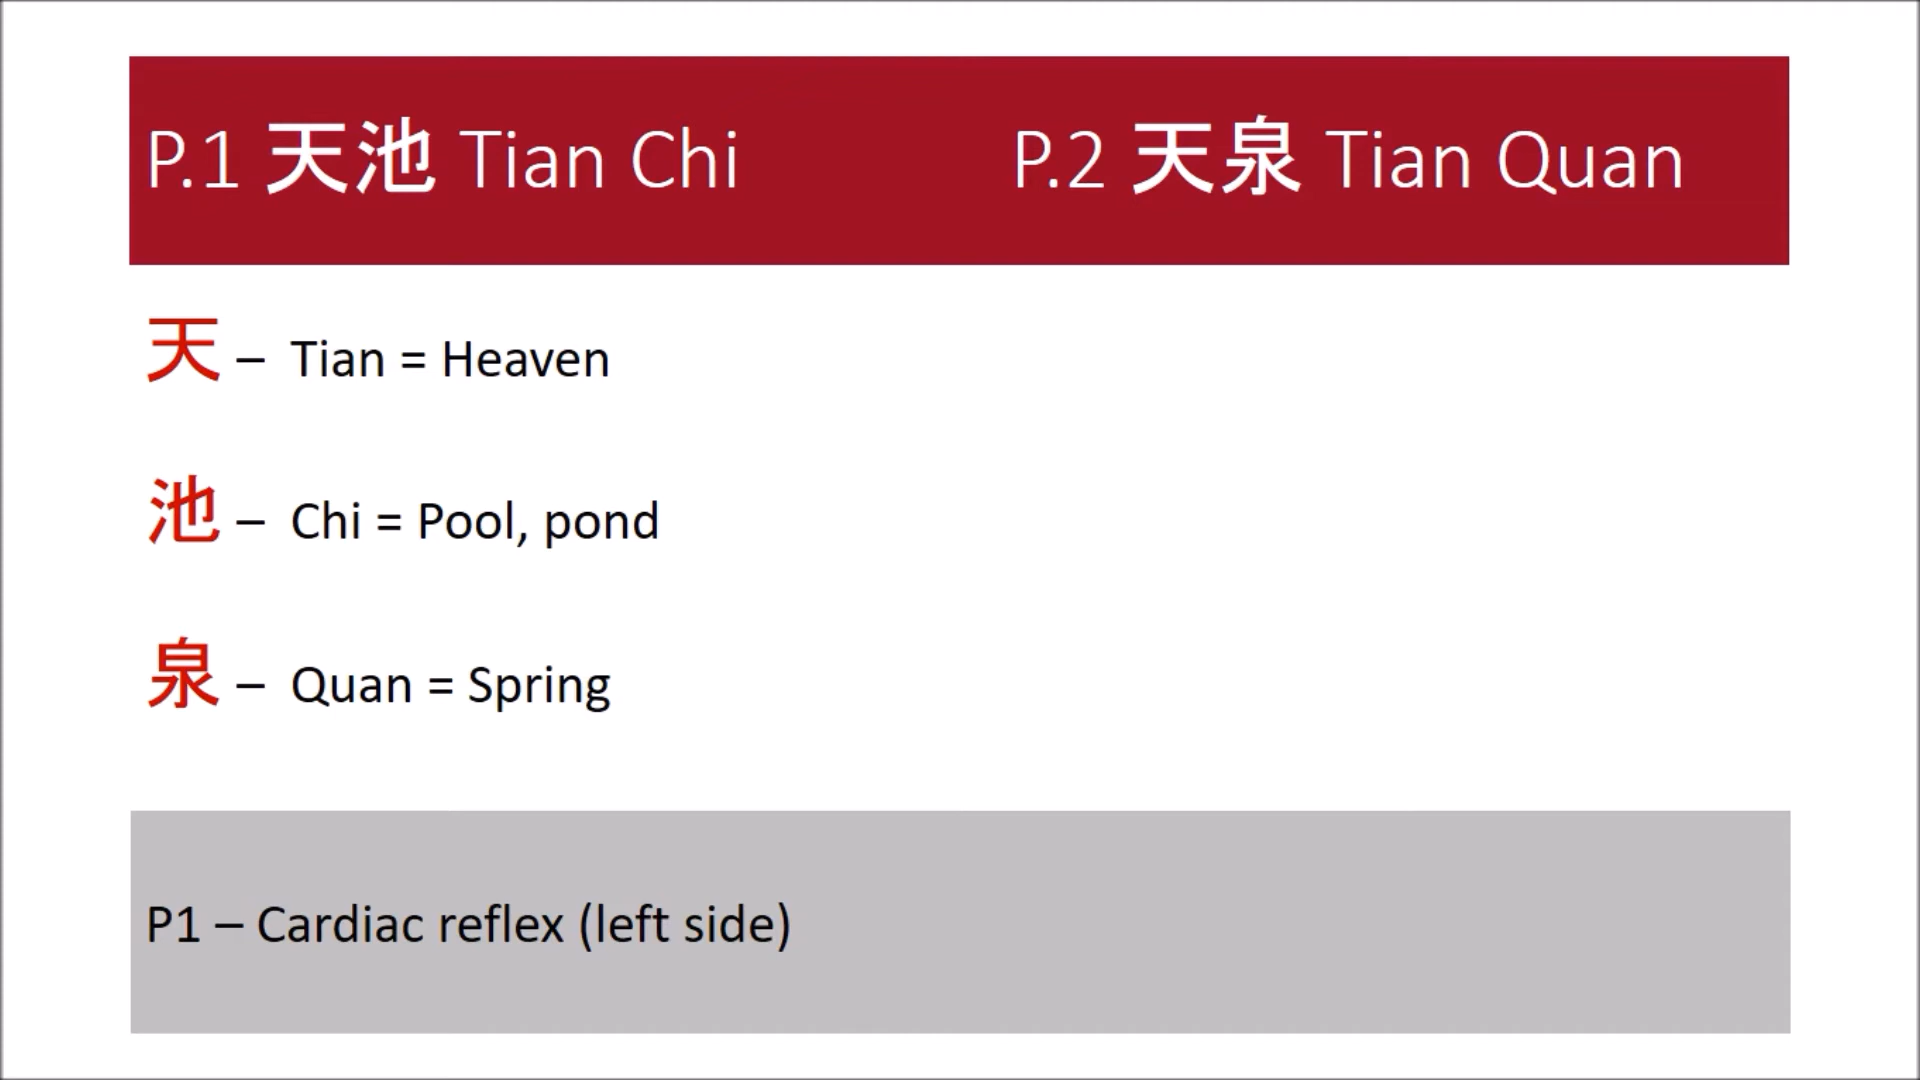 P.1 天池 Tian Chi P.2 天泉 Tian Quan
天 – Tian = Heaven
池 – Chi = Pool, pond
泉 – Quan = Spring
P1 – Cardiac reflex (left side)